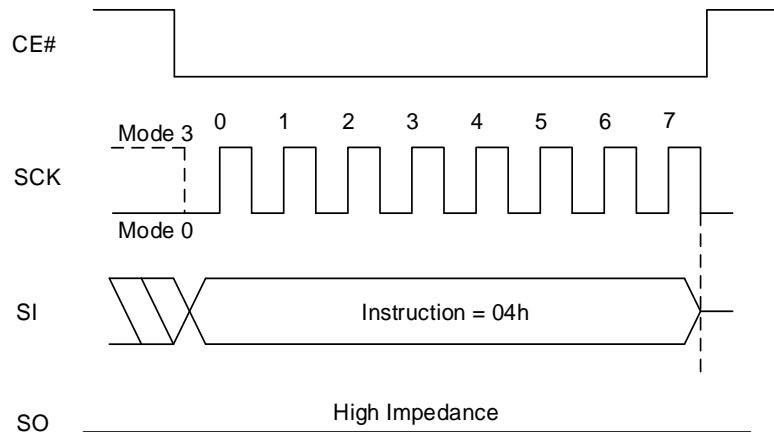 CE#
0 1 2 3 4 5 6 7
Mode 3
SCK
Mode 0
SI
Instruction = 04h
High Impedance
SO